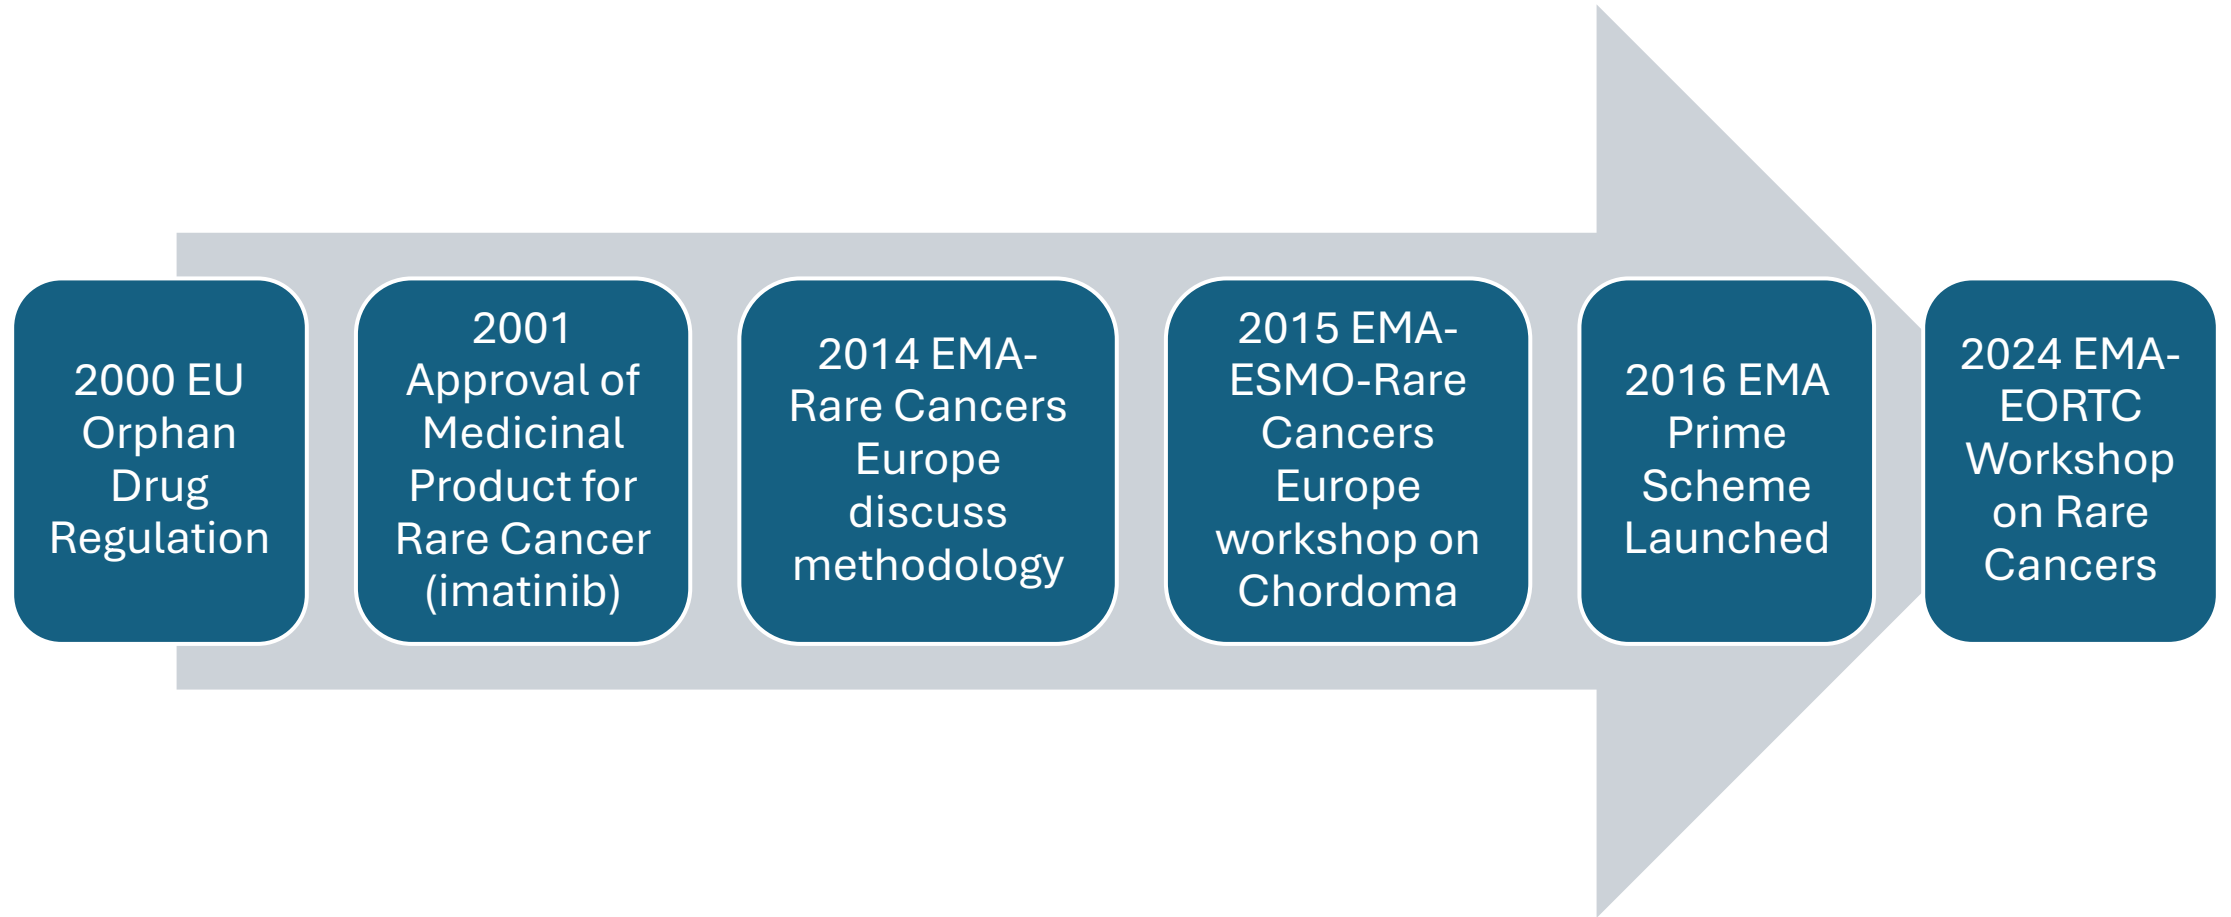 2000 EU
Orphan
Drug
Regulation
2001
Approval of
Medicinal
Product for
Rare Cancer
(imatinib)
2014 EMA-
Rare Cancers
Europe
discuss
methodology
2015 EMA-
ESMO-Rare
Cancers
Europe
workshop on
Chordoma
2016 EMA
Prime
Scheme
Launched
2024 EMA-
EORTC
Workshop
on Rare
Cancers